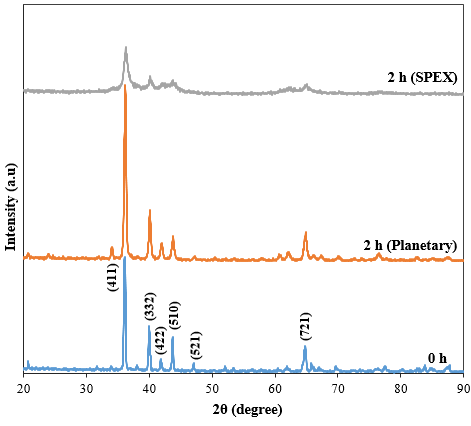 2 h (SPEX)
Intensity (a.u)
2 h (Planetary)
(411)
(332)
(422)
(510)
(521)
(721)
0 h
20 30 40 50 60 70 80 90
2θ (degree)